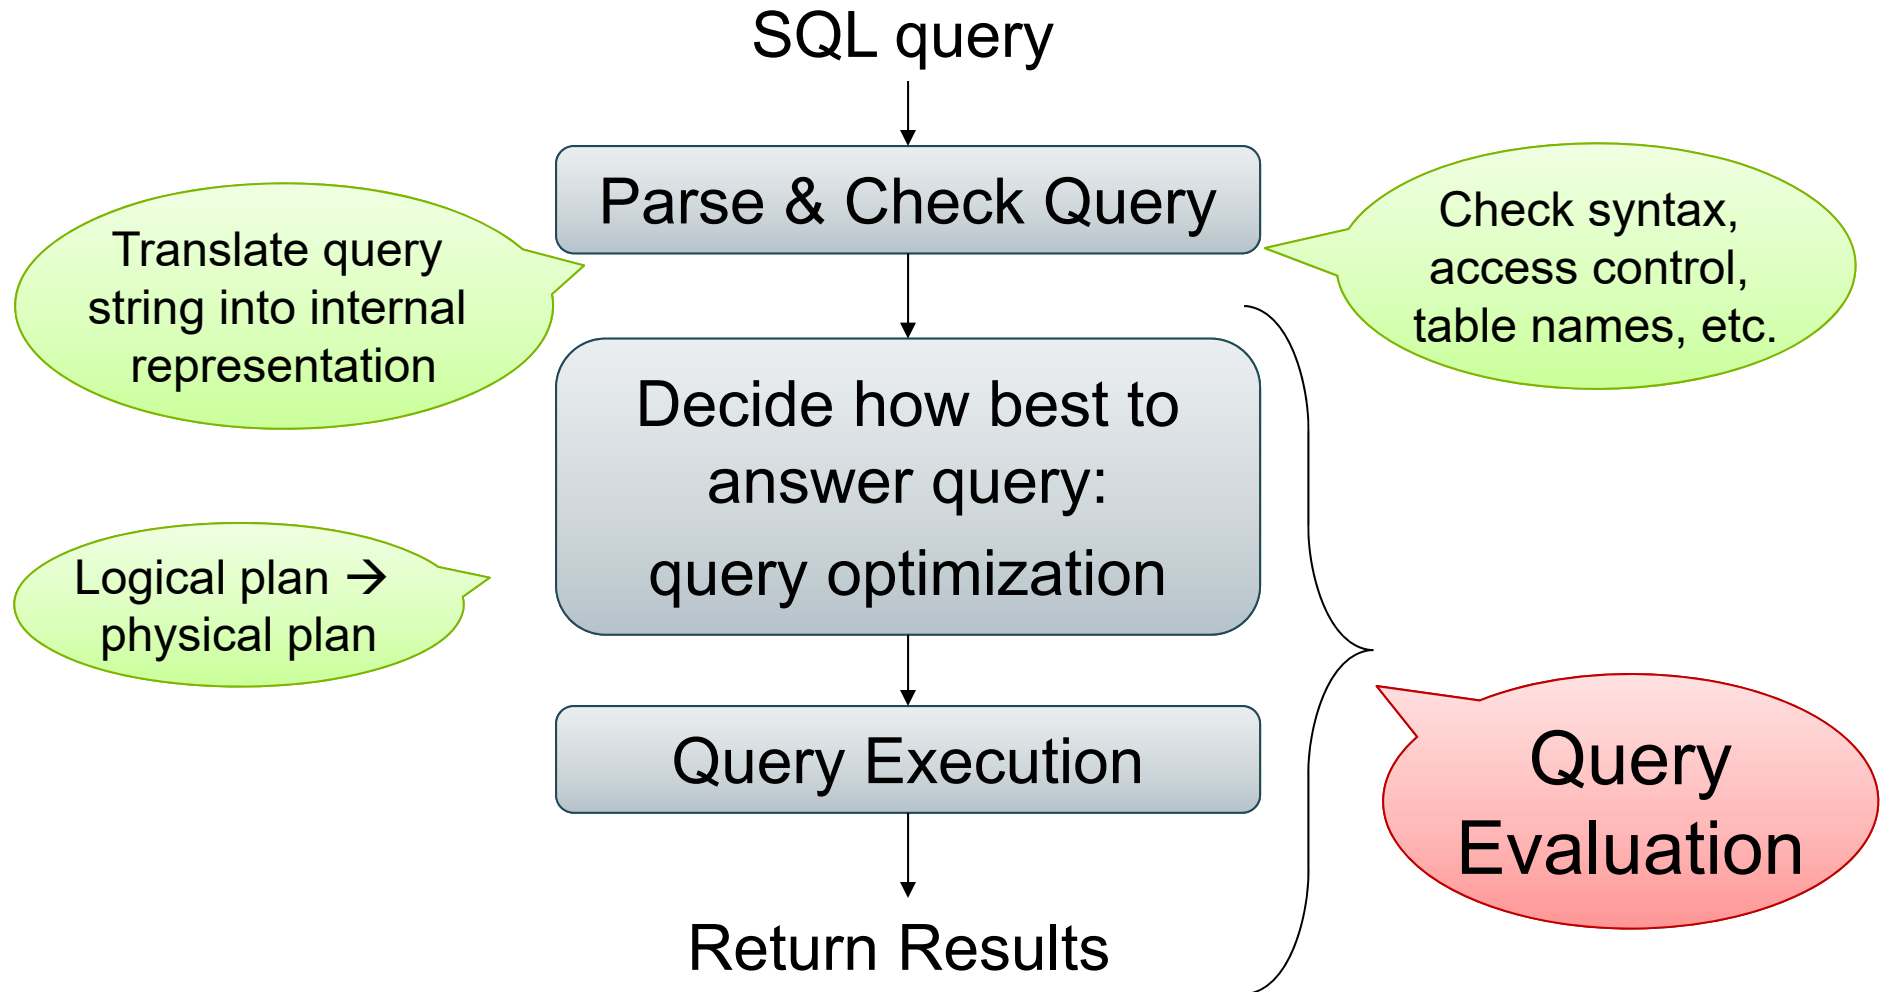 SQL query
Parse & Check Query
Translate query
string into internal
representation
Check syntax,
access control,
table names, etc.
Decide how best to
answer query:
query optimization
Logical plan →
physical plan
Query Execution
Query
Evaluation
Return Results